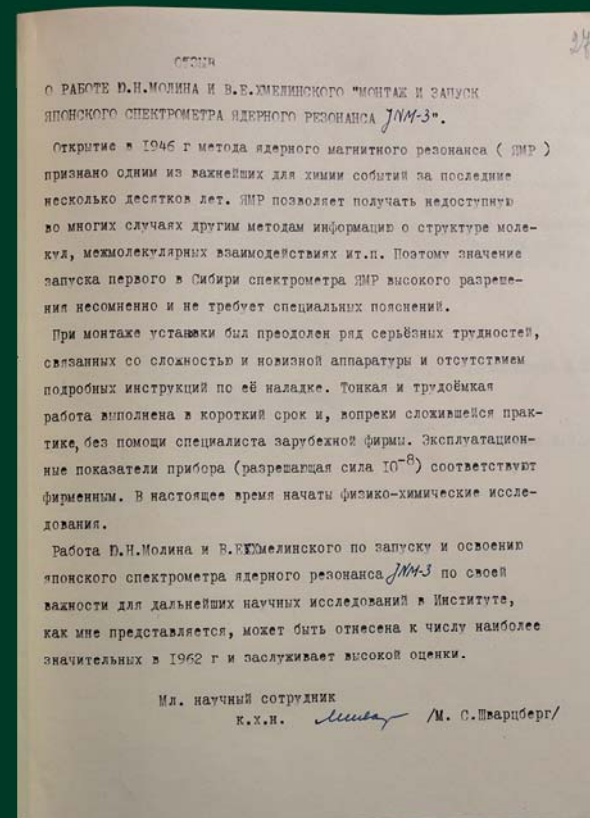 27
ОТЗЫВ
О РАБОТЕ Ю.Н.МОЛИНА И В.Е.ХМЕЛИНСКОГО "МОНТАЖ И ЗАПУСК
ЯПОНСКОГО СПЕКТРОМЕТРА ЯДЕРНОГО РЕЗОНАНСА JNM-3".
Открытие в 1946 г метода ядерного магнитного резонанса ( ЯМР )
признано одним из важнейших для химии событий за последние
несколько десятков лет. ЯМР позволяет получать недоступную
во многих случаях другим методам информацию о структуре моле-
кул, межмолекулярных взаимодействиях ит.п. Поэтому значение
запуска первого в Сибири спектрометра ЯМР высокого разреше-
ния несомненно и не требует специальных пояснений.
При монтаже установки был преодолен ряд серьёзных трудностей,
связанных со сложностью и новизной аппаратуры и отсутствием
подробных инструкций по её наладке. Тонкая и трудоёмкая
работа выполнена в короткий срок и, вопреки сложившейся прак-
тике, без помощи специалиста зарубежной фирмы. Эксплуатацион-
ные показатели прибора (разрешающая сила 10⁻⁸) соответствуют
фирменным. В настоящее время начаты физико-химические иссле-
дования.
Работа Ю.Н.Молина и В.Е.Хмелинского по запуску и освоению
японского спектрометра ядерного резонанса JNM-3 по своей
важности для дальнейших научных исследований в Институте,
как мне представляется, может быть отнесена к числу наиболее
значительных в 1962 г и заслуживает высокой оценки.
Мл. научный сотрудник
к.х.н. /М. С.Шварцберг/